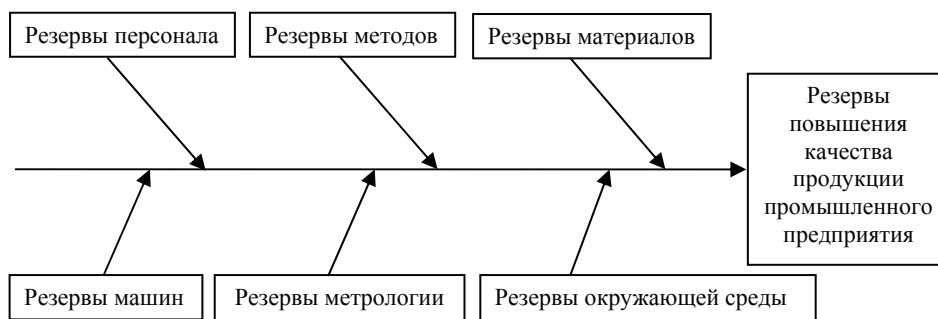 Резервы персонала
Резервы методов
Резервы материалов
Резервы
повышения
качества
продукции
промышленного
предприятия
Резервы машин
Резервы метрологии
Резервы окружающей среды